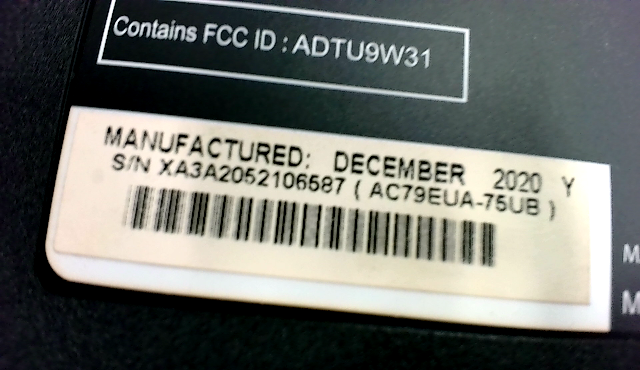 Contains FCC ID : ADTU9W31
MANUFACTURED: DECEMBER 2020 Y
S/N XA3A2052106587 ( AC79EUA-75UB )